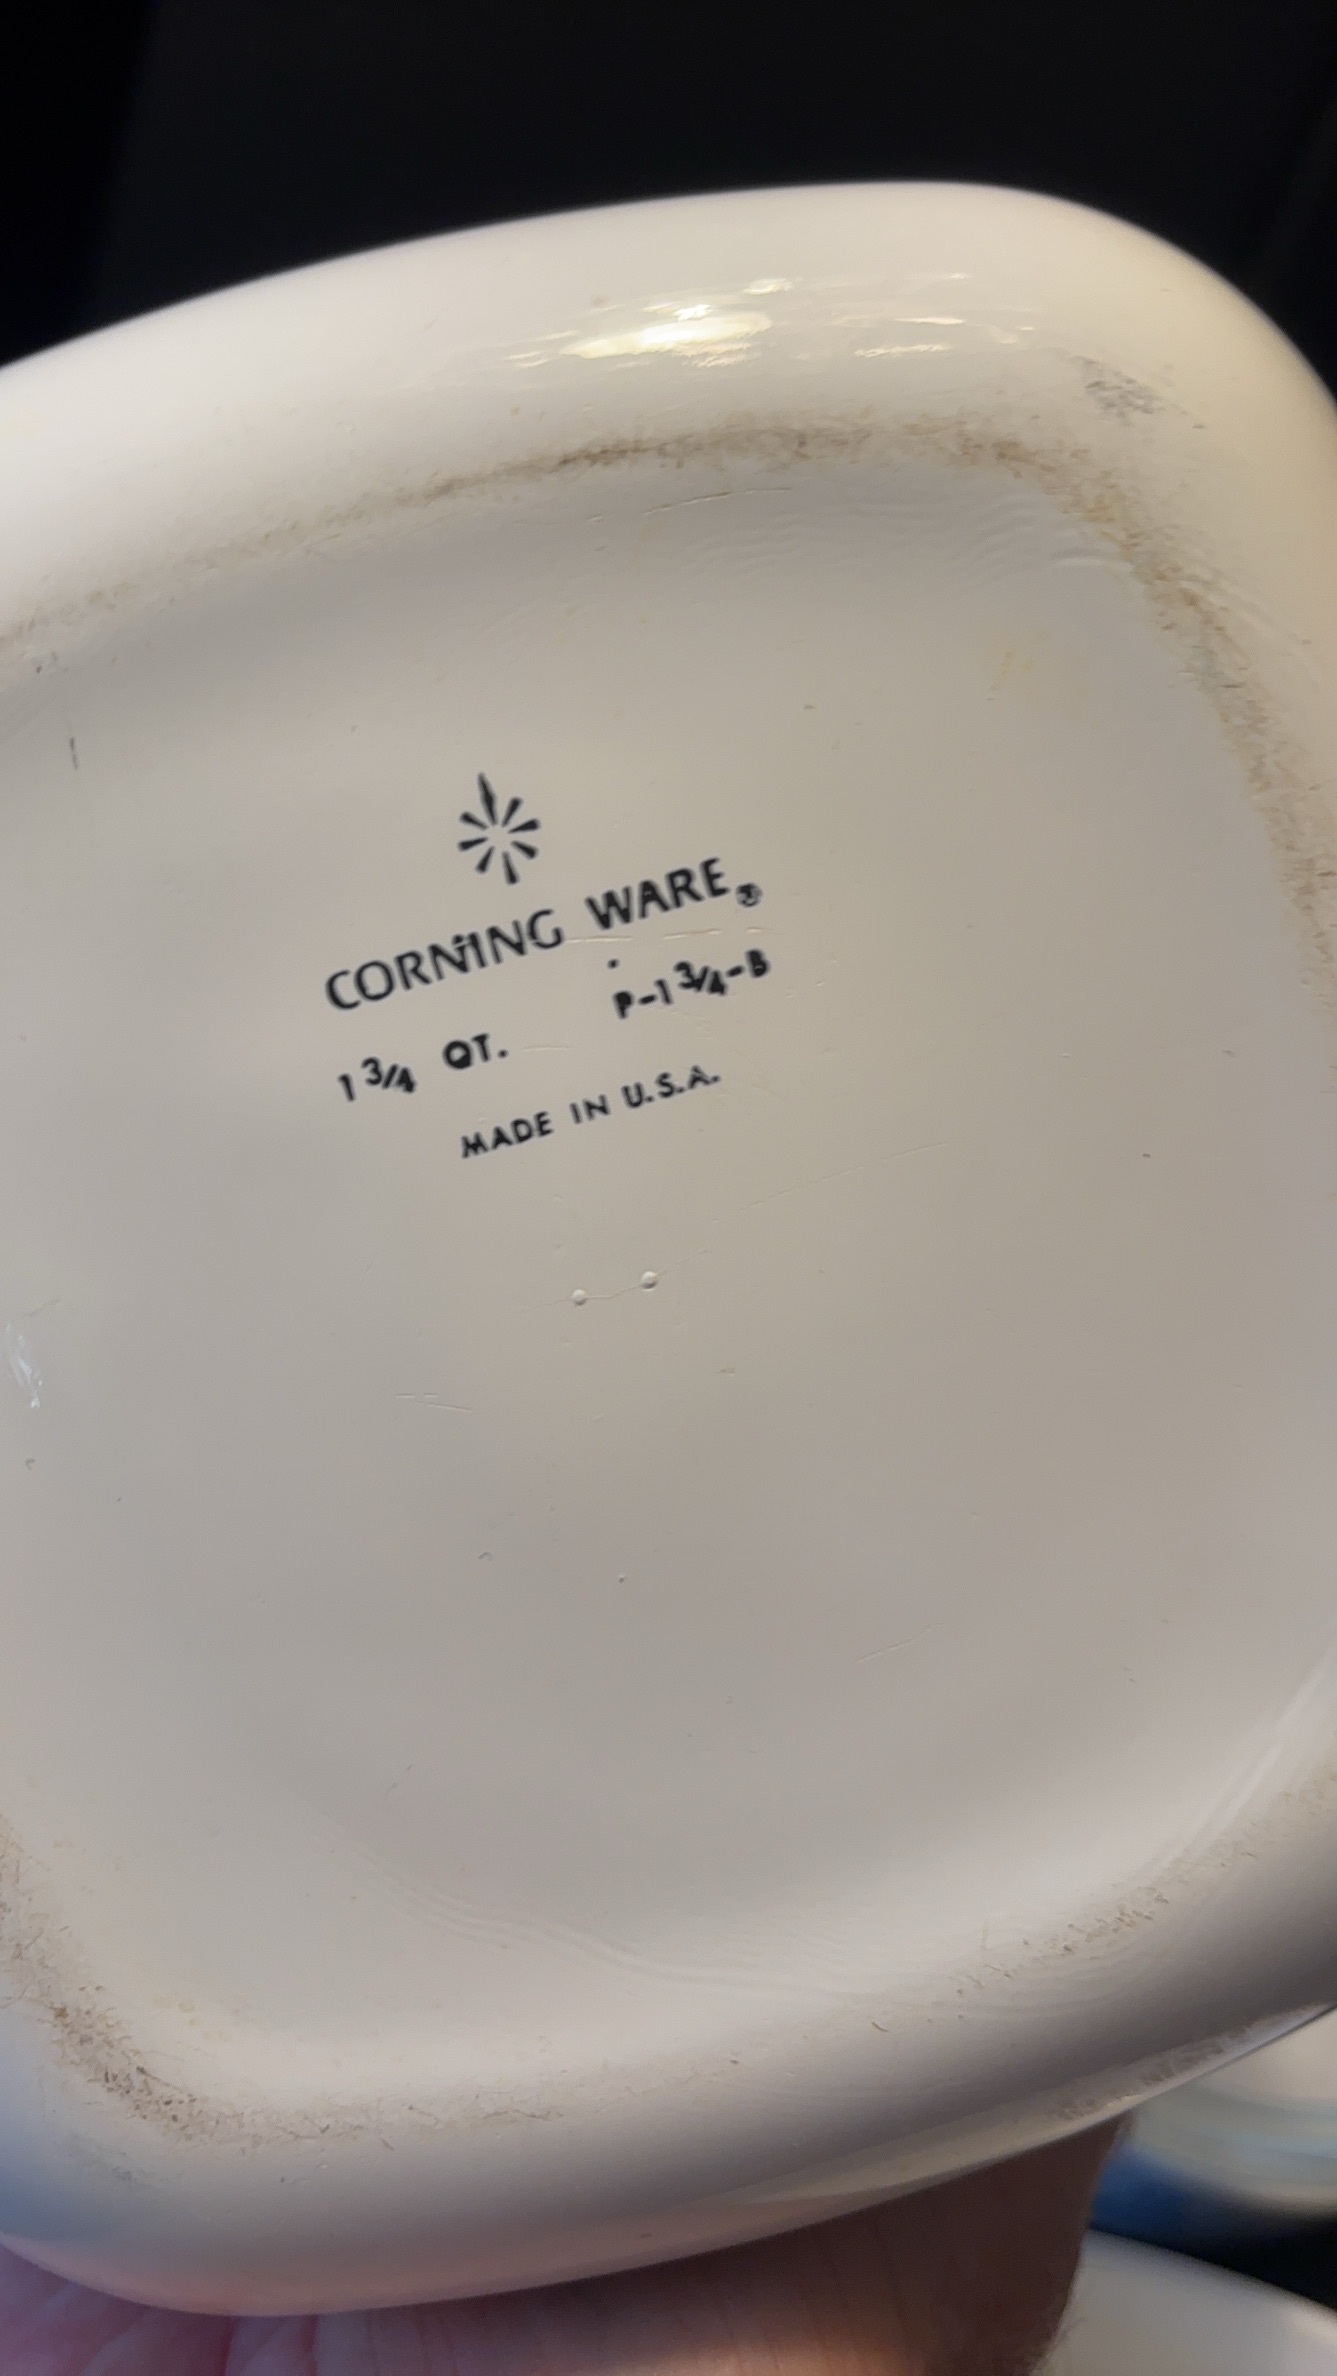 CORNING WARE®
1 3/4 QT. P-1 3/4-B
MADE IN U.S.A.